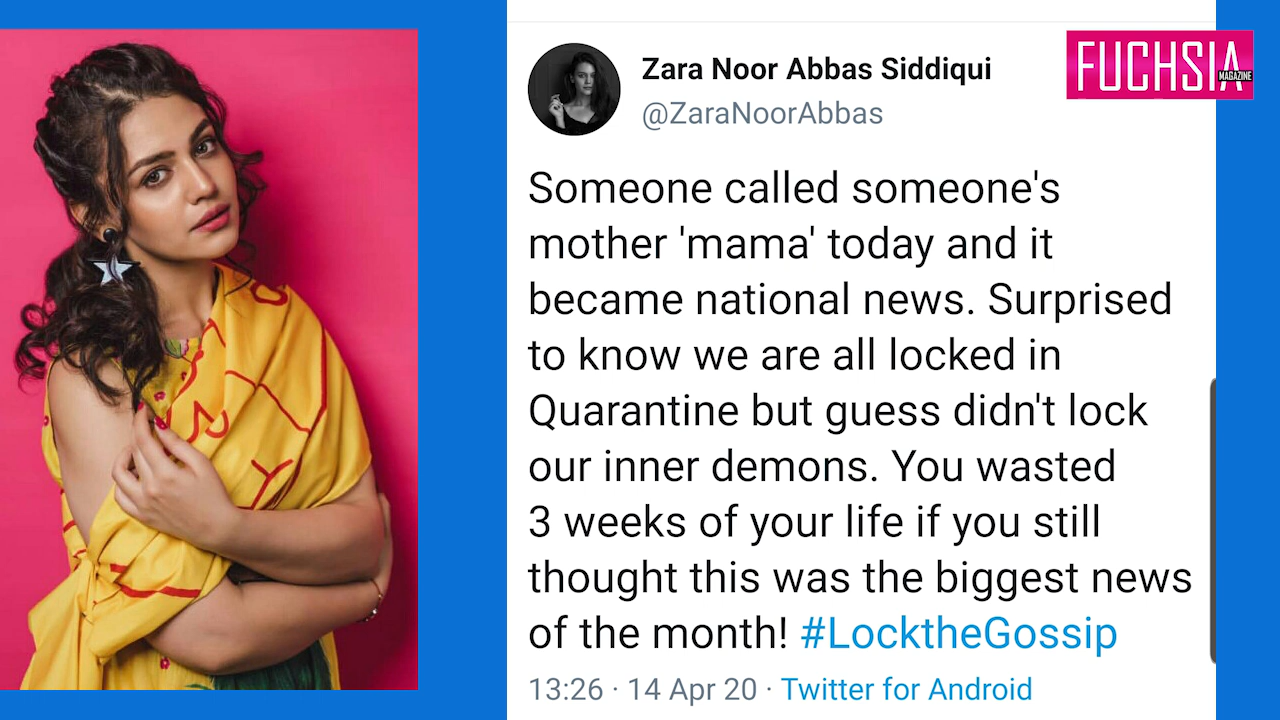 Zara Noor Abbas Siddiqui
@ZaraNoorAbbas
FUCHSIA
MAGAZINE
Someone called someone's
mother 'mama' today and it
became national news. Surprised
to know we are all locked in
Quarantine but guess didn't lock
our inner demons. You wasted
3 weeks of your life if you still
thought this was the biggest news
of the month! #LocktheGossip
13:26 · 14 Apr 20 · Twitter for Android